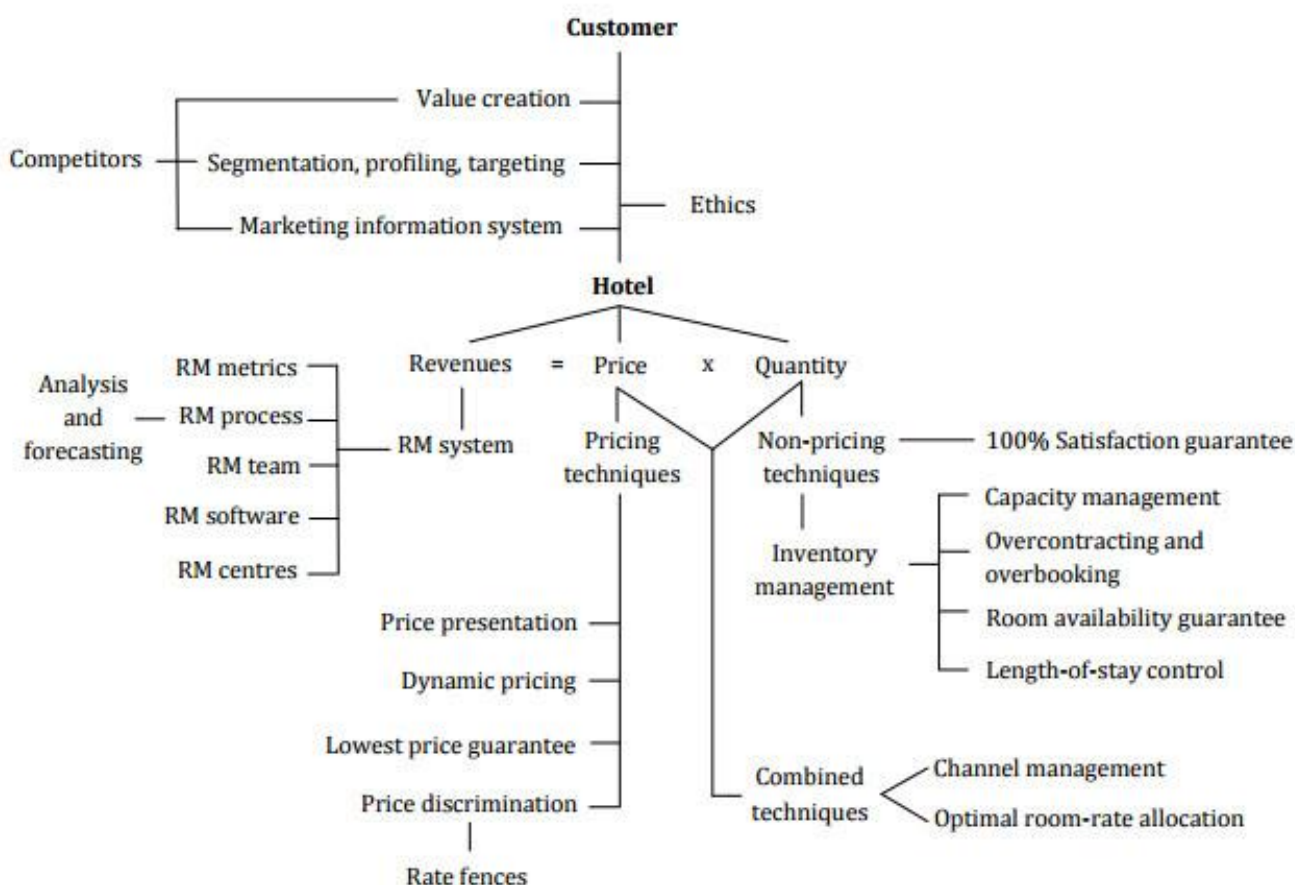 Customer
Value creation
Competitors
Segmentation, profiling, targeting
Ethics
Marketing information system
Hotel
Revenues = Price x Quantity
RM metrics
Analysis
and
forecasting
RM process
RM team
RM software
RM centres
RM system
Pricing
techniques
Non-pricing
techniques
100% Satisfaction guarantee
Inventory
management
Capacity management
Overcontracting and
overbooking
Room availability guarantee
Length-of-stay control
Price presentation
Dynamic pricing
Lowest price guarantee
Price discrimination
Rate fences
Combined
techniques
Channel management
Optimal room-rate allocation